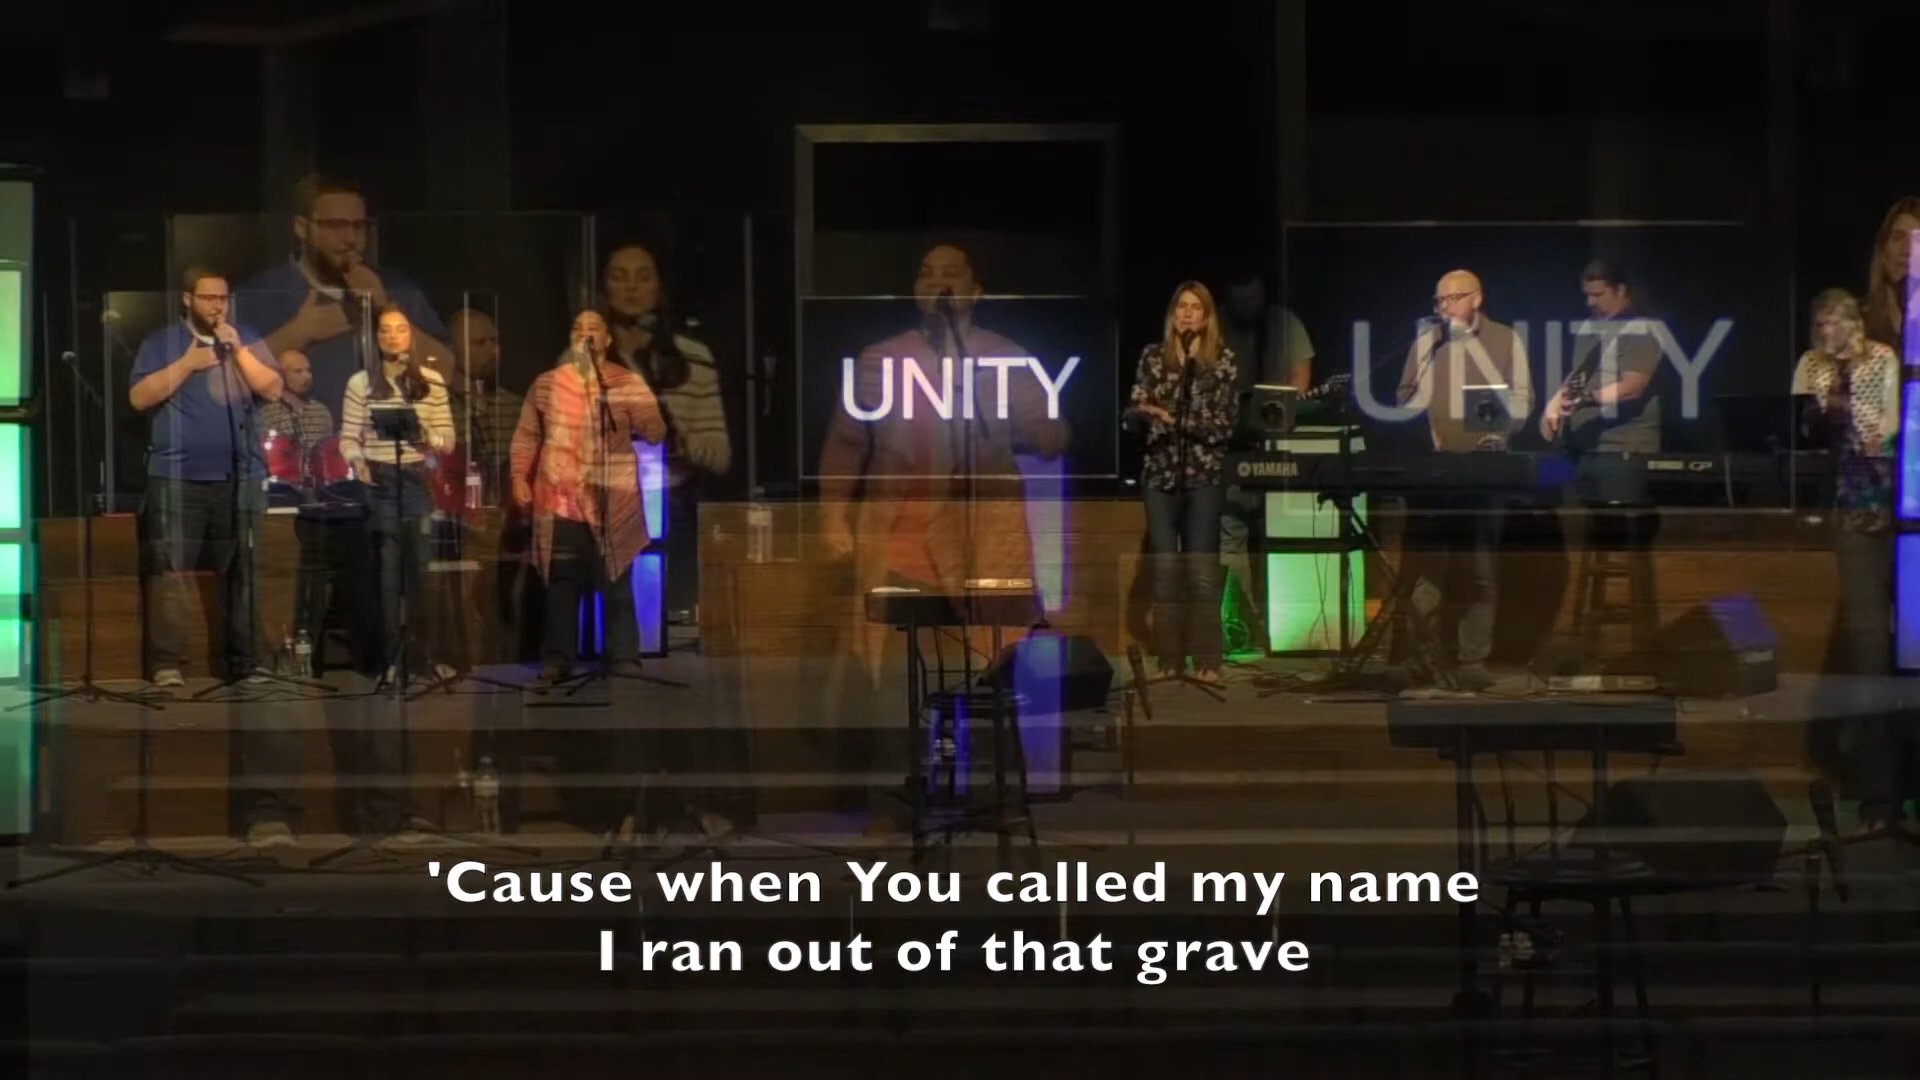 UNITY
UNITY
YAMAHA
'Cause when You called my name
I ran out of that grave